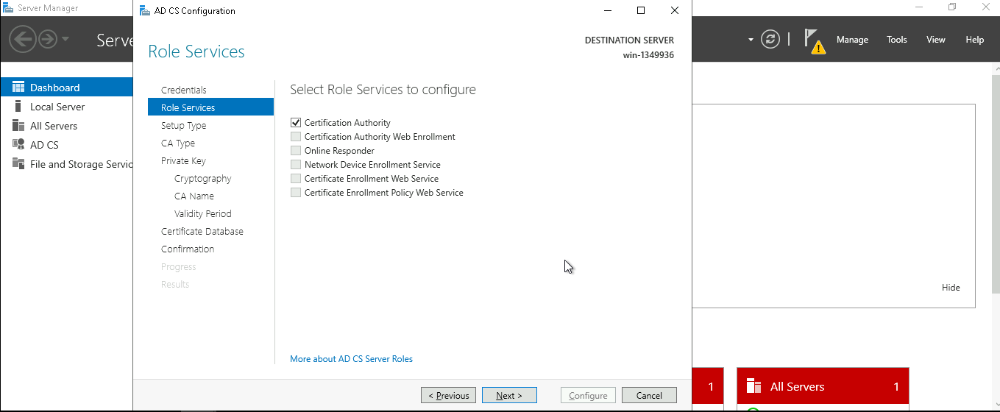 Server Manager
AD CS Configuration
Serve
Manage
Tools
View
Help
Role Services
DESTINATION SERVER
win-1349936
Dashboard
Local Server
All Servers
AD CS
File and Storage Servic
Credentials
Role Services
Setup Type
CA Type
Private Key
Cryptography
CA Name
Validity Period
Certificate Database
Confirmation
Progress
Results
Select Role Services to configure
Certification Authority
Certification Authority Web Enrollment
Online Responder
Network Device Enrollment Service
Certificate Enrollment Web Service
Certificate Enrollment Policy Web Service
More about AD CS Server Roles
Hide
1
All Servers 1
< Previous
Next >
Configure
Cancel